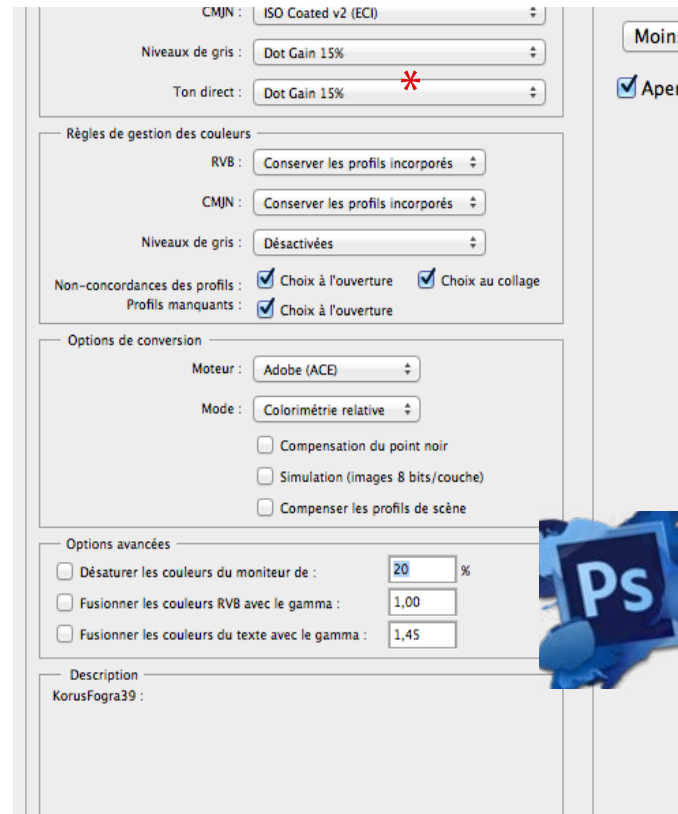 CMJN : ISO Coated v2 (ECI)
Moins
Niveaux de gris : Dot Gain 15%
Aper
Ton direct : Dot Gain 15% *
Règles de gestion des couleurs
RVB : Conserver les profils incorporés
CMJN : Conserver les profils incorporés
Niveaux de gris : Désactivées
Non-concordances des profils : Choix à l'ouverture Choix au collage
Profils manquants : Choix à l'ouverture
Options de conversion
Moteur : Adobe (ACE)
Mode : Colorimétrie relative
Compensation du point noir
Simulation (images 8 bits/couche)
Compenser les profils de scène
Options avancées
Désaturer les couleurs du moniteur de : 20 %
Fusionner les couleurs RVB avec le gamma : 1,00
Fusionner les couleurs du texte avec le gamma : 1,45
Ps
Description
KorusFogra39 :